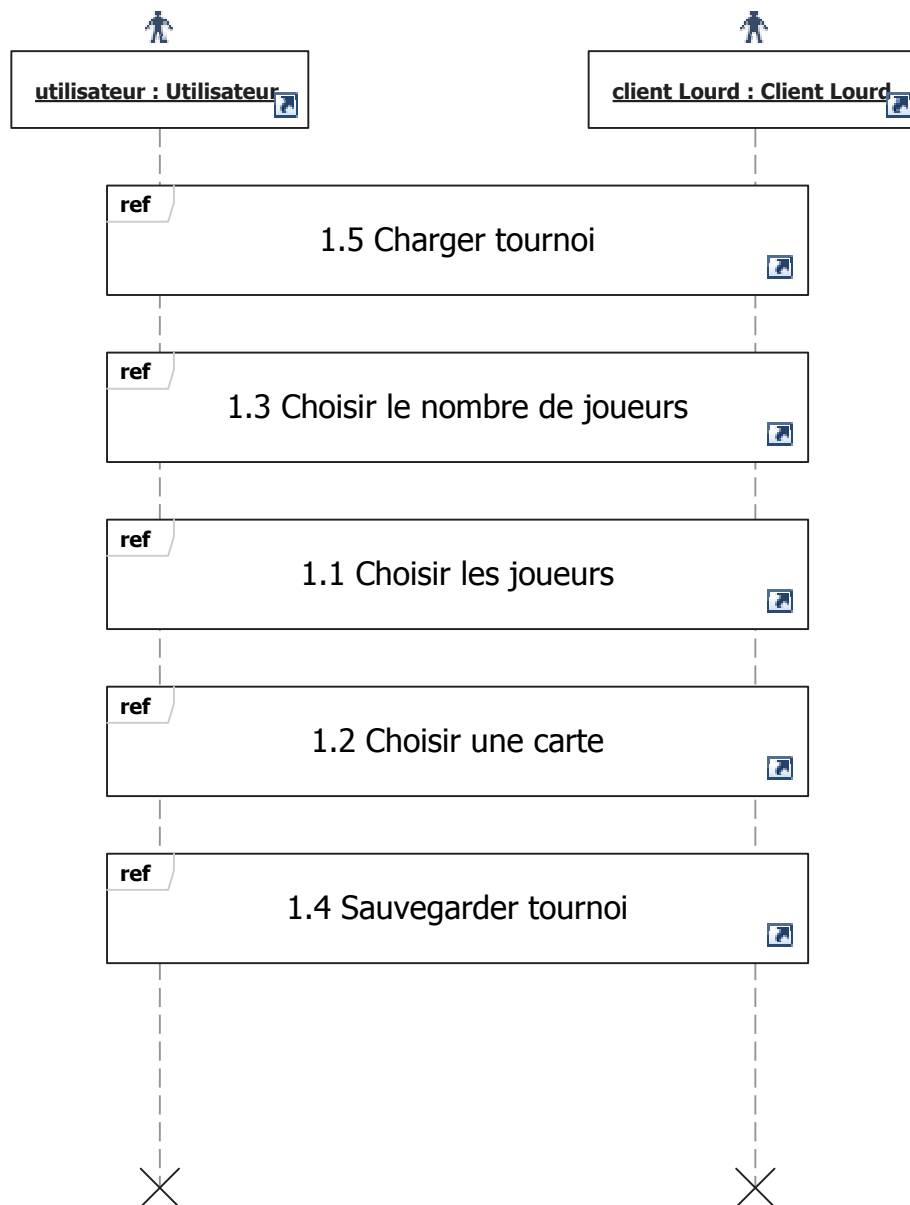 utilisateur : Utilisateur
client Lourd : Client Lourd
ref
1.5 Charger tournoi
ref
1.3 Choisir le nombre de joueurs
ref
1.1 Choisir les joueurs
ref
1.2 Choisir une carte
ref
1.4 Sauvegarder tournoi